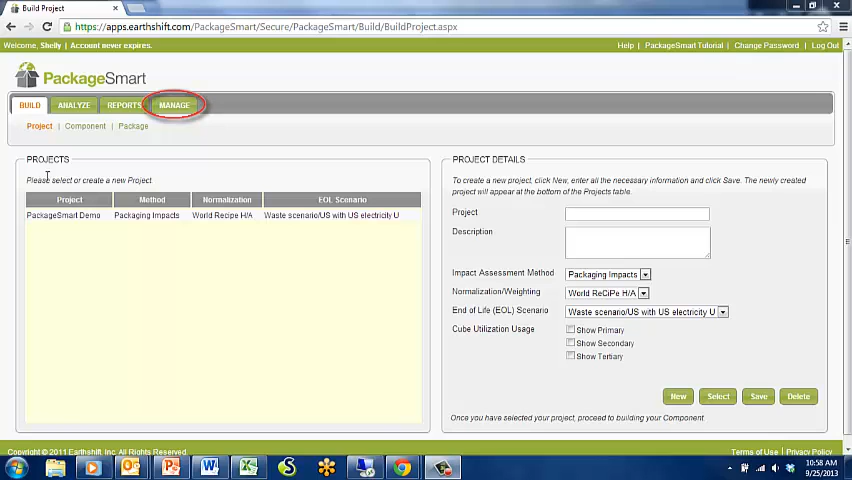 Build Project
https://apps.earthshift.com/PackageSmart/Secure/PackageSmart/Build/BuildProject.aspx
Welcome, Shelly | Account never expires.
Help | PackageSmart Tutorial | Change Password | Log Out
PackageSmart
BUILD ANALYZE REPORTS MANAGE
Project | Component | Package
PROJECTS
Please select or create a new Project
Project Method Normalization EOL Scenario
PackageSmart Demo Packaging Impacts World Recipe H/A Waste scenario/US with US electricity U
PROJECT DETAILS
To create a new project, click New, enter all the necessary information and click Save. The newly created
project will appear at the bottom of the Projects table.
Project
Description
Impact Assessment Method Packaging Impacts
Normalization/Weighting World ReCiPe H/A
End of Life (EOL) Scenario Waste scenario/US with US electricity U
Cube Utilization Usage Show Primary
Show Secondary
Show Tertiary
New Select Save Delete
Once you have selected your project, proceed to building your Component
Copyright © 2011 Earthshift, Inc. All Rights Reserved
Terms of Use | Privacy Policy
10:58 AM
9/25/2013